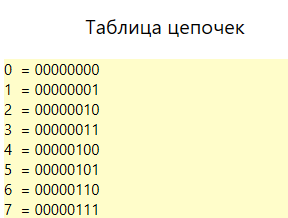 Таблица цепочек
0 = 00000000
1 = 00000001
2 = 00000010
3 = 00000011
4 = 00000100
5 = 00000101
6 = 00000110
7 = 00000111